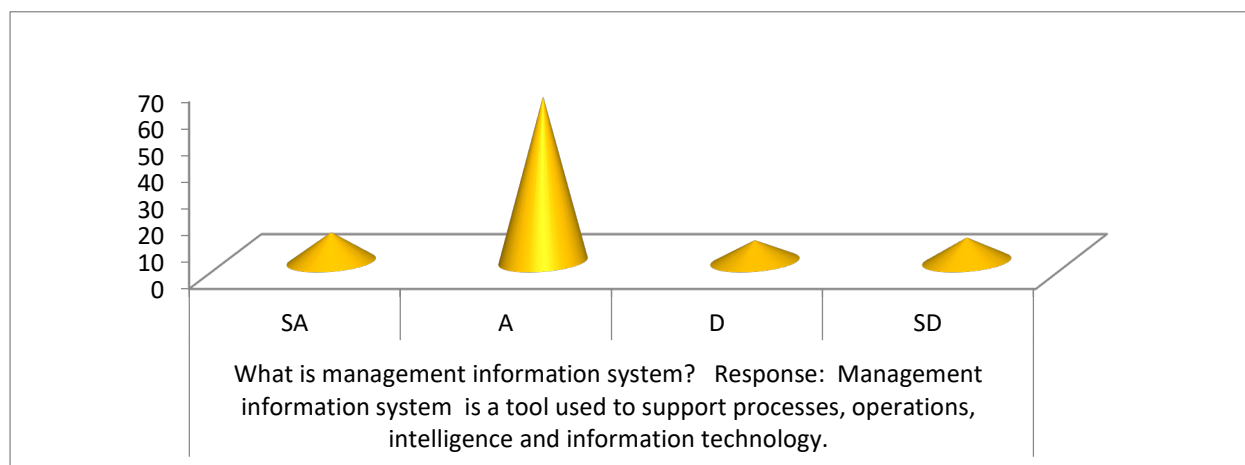 70
60
50
40
30
20
10
0
SA A D SD
What is management information system? Response: Management
information system is a tool used to support processes, operations,
intelligence and information technology.